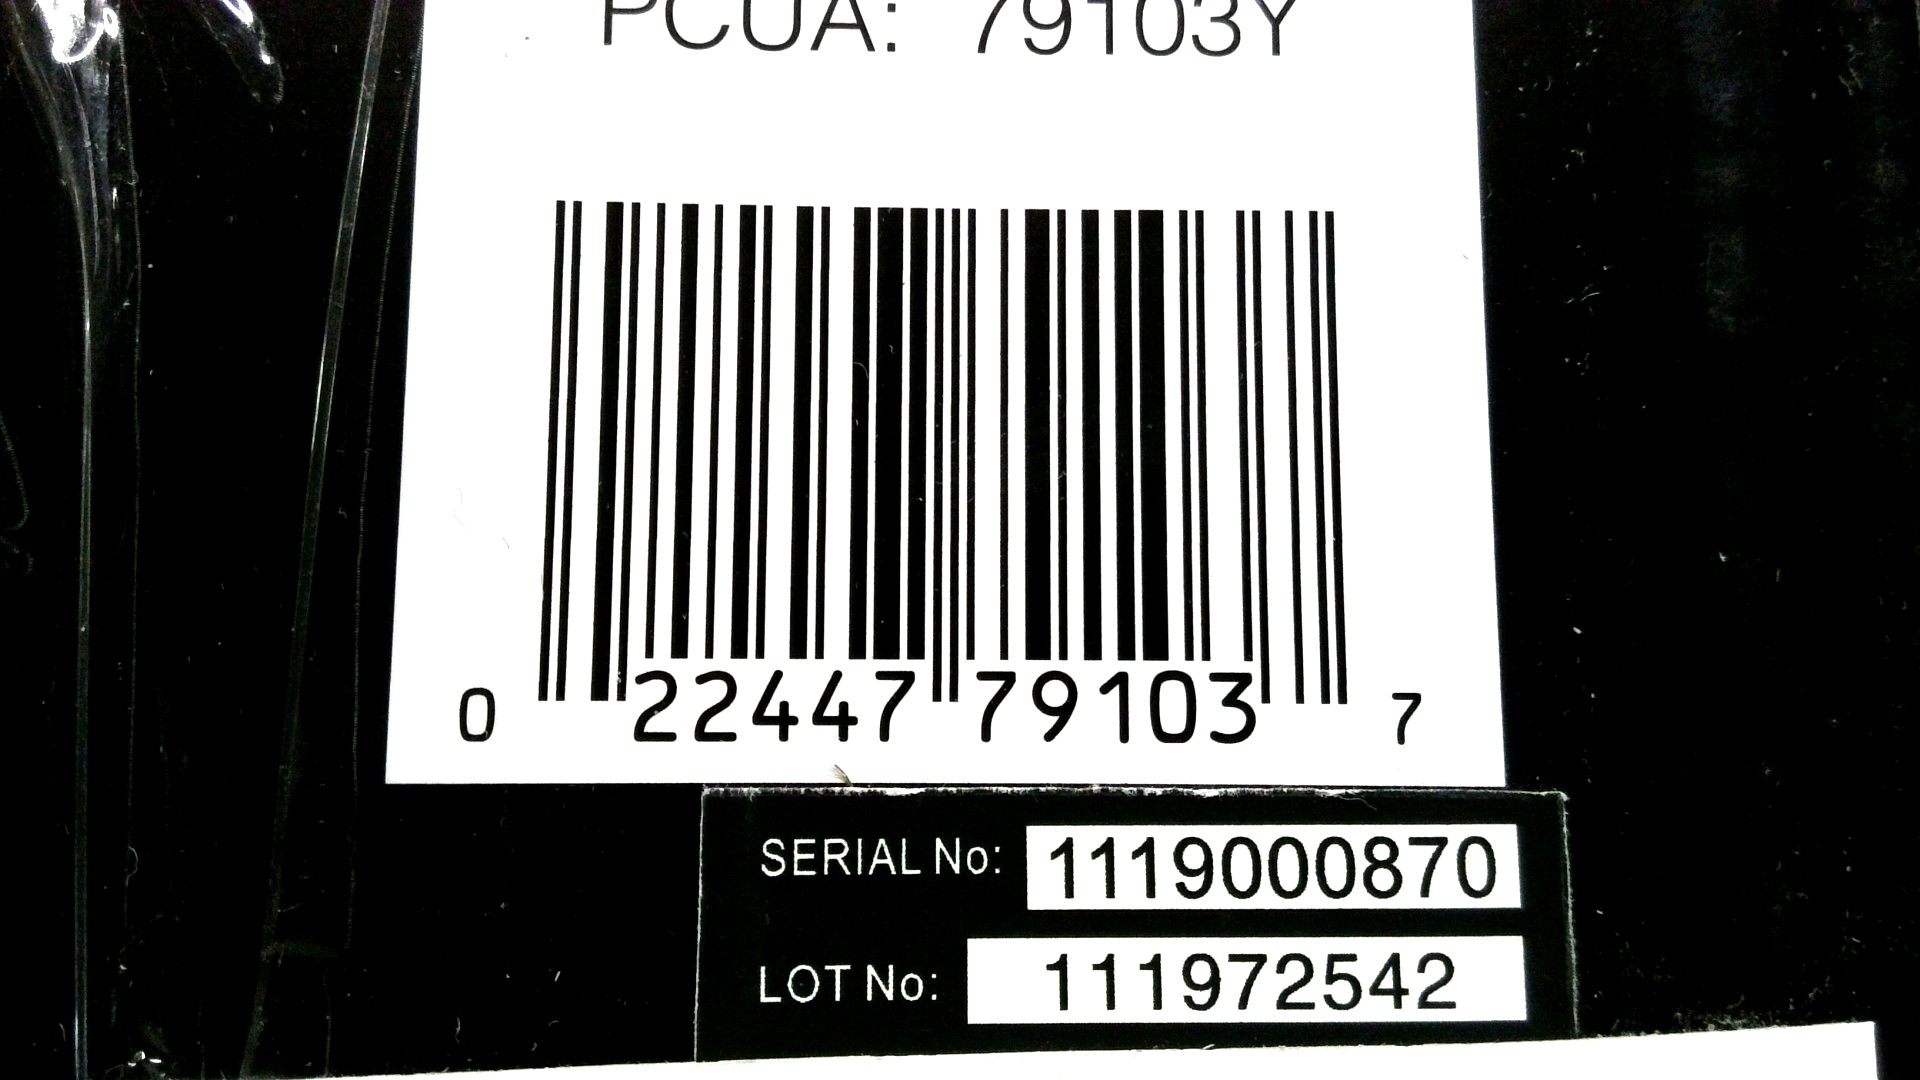 PCUA: 79103Y
0 22447 79103 7
SERIAL No: 1119000870
LOT No: 111972542